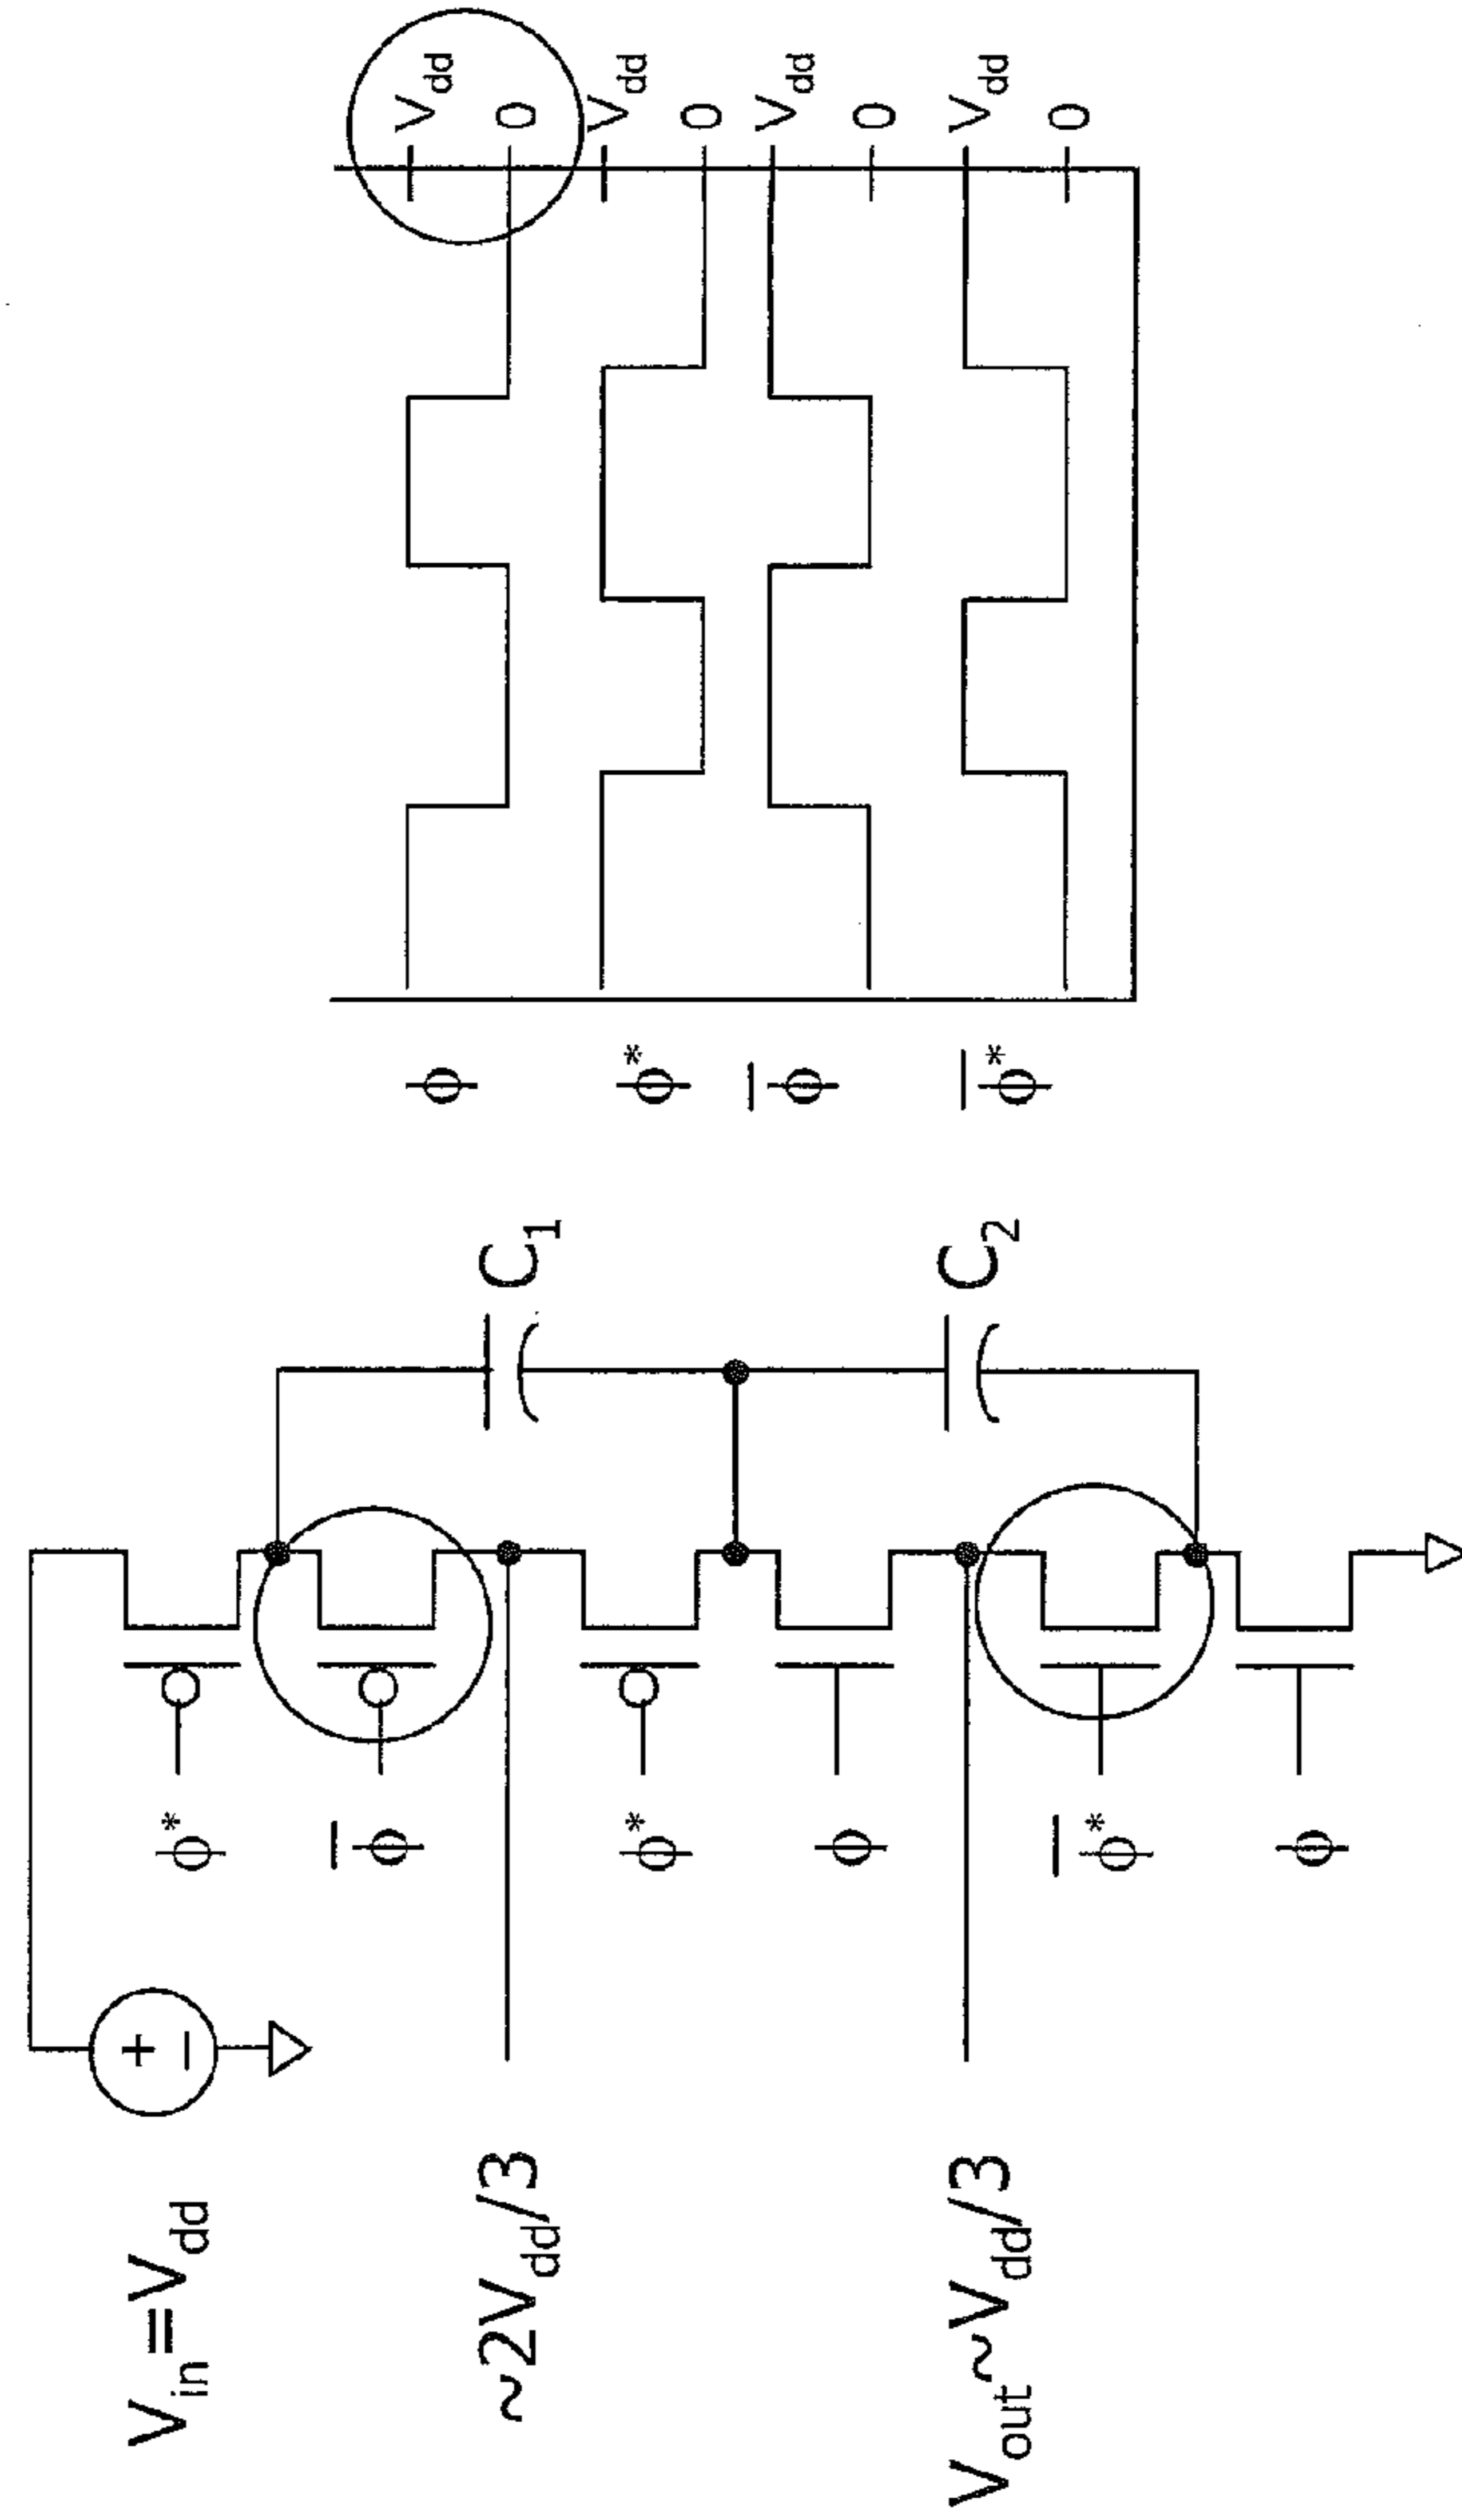 V_in=V_dd
~2V_dd/3
V_out~V_dd/3
+
−
ϕ*
ϕ̅
ϕ*
ϕ
ϕ̅*
ϕ
C_1
C_2
ϕ
ϕ*
ϕ̅
ϕ̅*
V_dd
0
V_dd
0
V_dd
0
V_dd
0